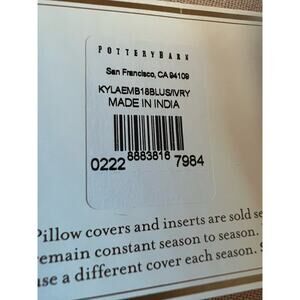 POTTERYBARN
San Francisco, CA 94109
KYLAEMB18BLUS/IVRY
MADE IN INDIA
0222 8883816 7984
Pillow covers and inserts are sold se
remain constant season to season.
use a different cover each season.